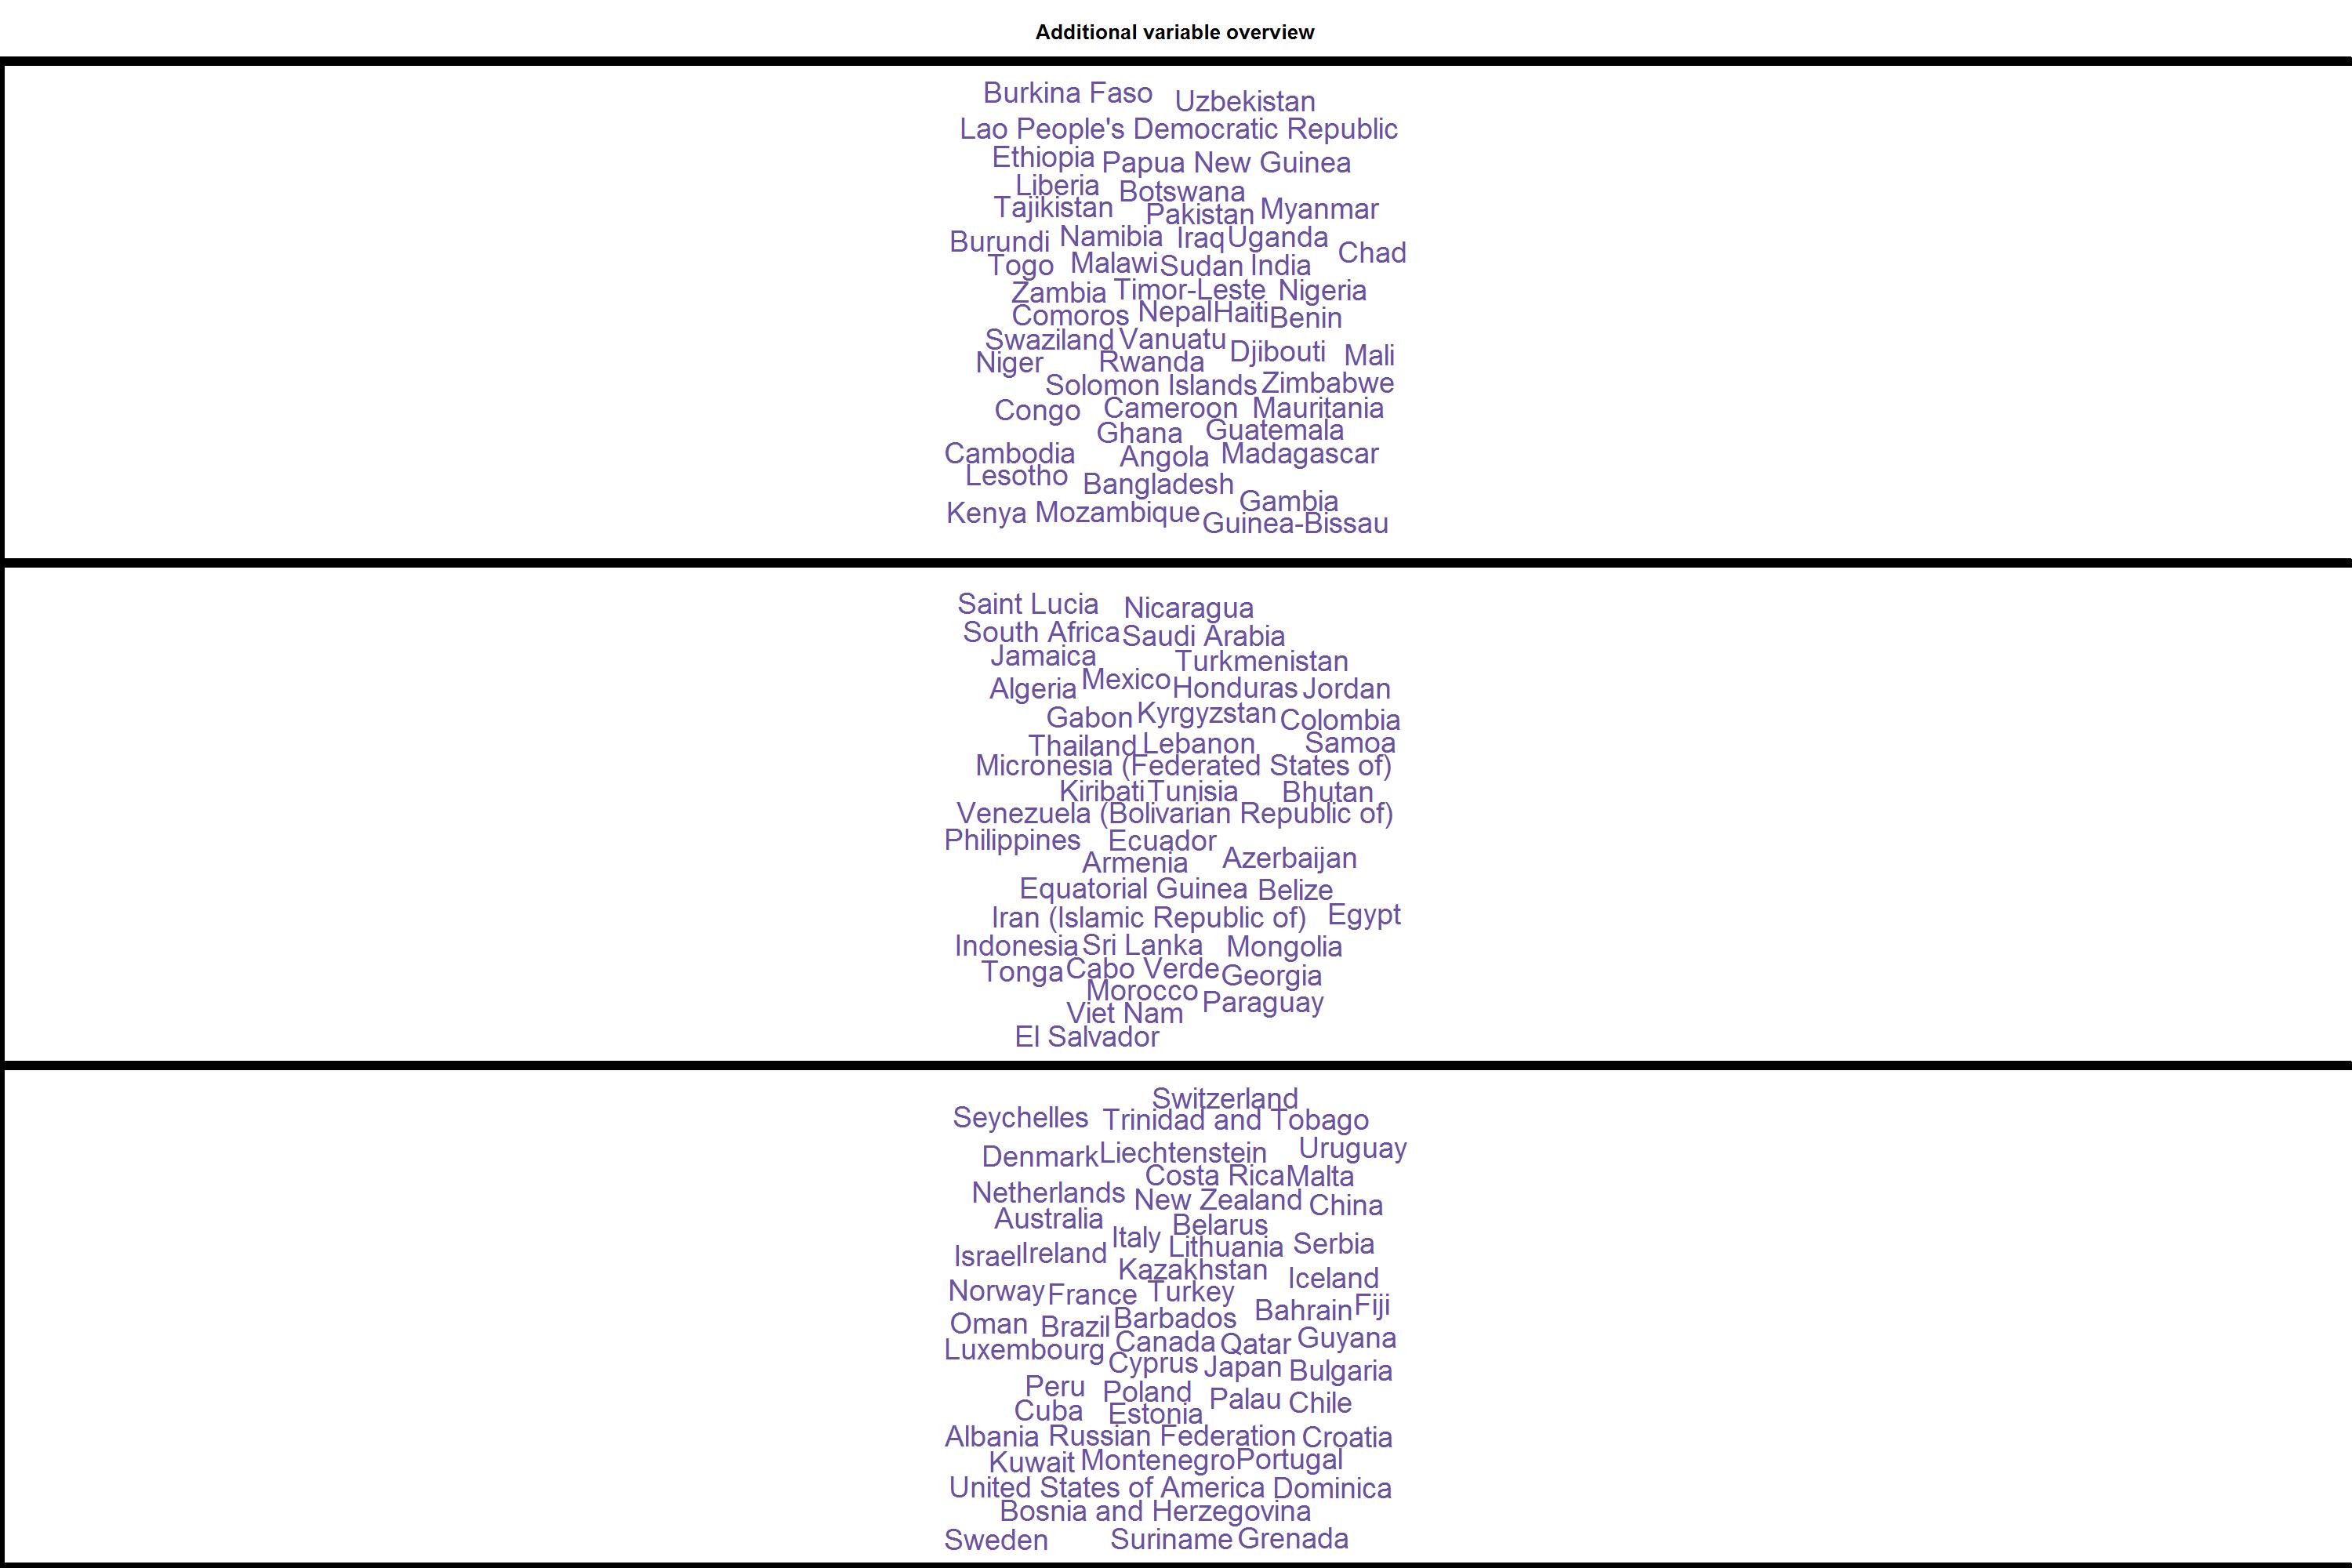 Additional variable overview
Burkina Faso Uzbekistan
Lao People's Democratic Republic
Ethiopia Papua New Guinea
Liberia Botswana
Tajikistan Pakistan Myanmar
Burundi Namibia Iraq Uganda Chad
Togo Malawi Sudan India
Zambia Timor-Leste Nigeria
Comoros Nepal Haiti Benin
Swaziland Vanuatu Djibouti Mali
Niger Rwanda
Solomon Islands Zimbabwe
Congo Cameroon Mauritania
Ghana Guatemala
Cambodia Angola Madagascar
Lesotho Bangladesh Gambia
Kenya Mozambique Guinea-Bissau
Saint Lucia Nicaragua
South Africa Saudi Arabia
Jamaica Turkmenistan
Algeria Mexico Honduras Jordan
Gabon Kyrgyzstan Colombia
Thailand Lebanon Samoa
Micronesia (Federated States of)
Kiribati Tunisia Bhutan
Venezuela (Bolivarian Republic of)
Philippines Ecuador
Armenia Azerbaijan
Equatorial Guinea Belize
Iran (Islamic Republic of) Egypt
Indonesia Sri Lanka Mongolia
Tonga Cabo Verde Georgia
Morocco Paraguay
Viet Nam
El Salvador
Switzerland
Seychelles Trinidad and Tobago
Denmark Liechtenstein Uruguay
Costa Rica Malta
Netherlands New Zealand China
Australia Belarus
Italy Lithuania Serbia
Israel Ireland
Kazakhstan Iceland
Norway France Turkey
Oman Brazil Barbados Bahrain Fiji
Luxembourg Canada Qatar Guyana
Cyprus Japan Bulgaria
Peru Poland Palau Chile
Cuba Estonia
Albania Russian Federation Croatia
Kuwait Montenegro Portugal
United States of America Dominica
Bosnia and Herzegovina
Sweden Suriname Grenada